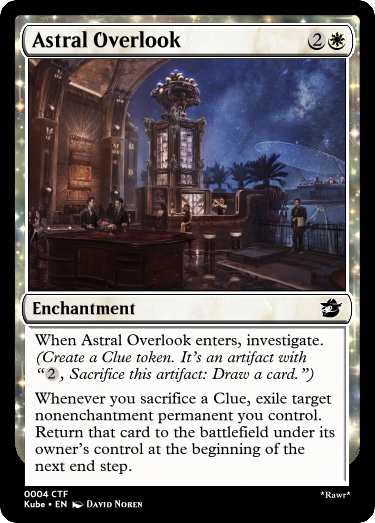 Astral Overlook 2
Enchantment
When Astral Overlook enters, investigate.
(Create a Clue token. It's an artifact with
“2, Sacrifice this artifact: Draw a card.”)
Whenever you sacrifice a Clue, exile target
nonenchantment permanent you control.
Return that card to the battlefield under its
owner's control at the beginning of the
next end step.
0004 CTF
Kube • EN David Noren
*Rawr*